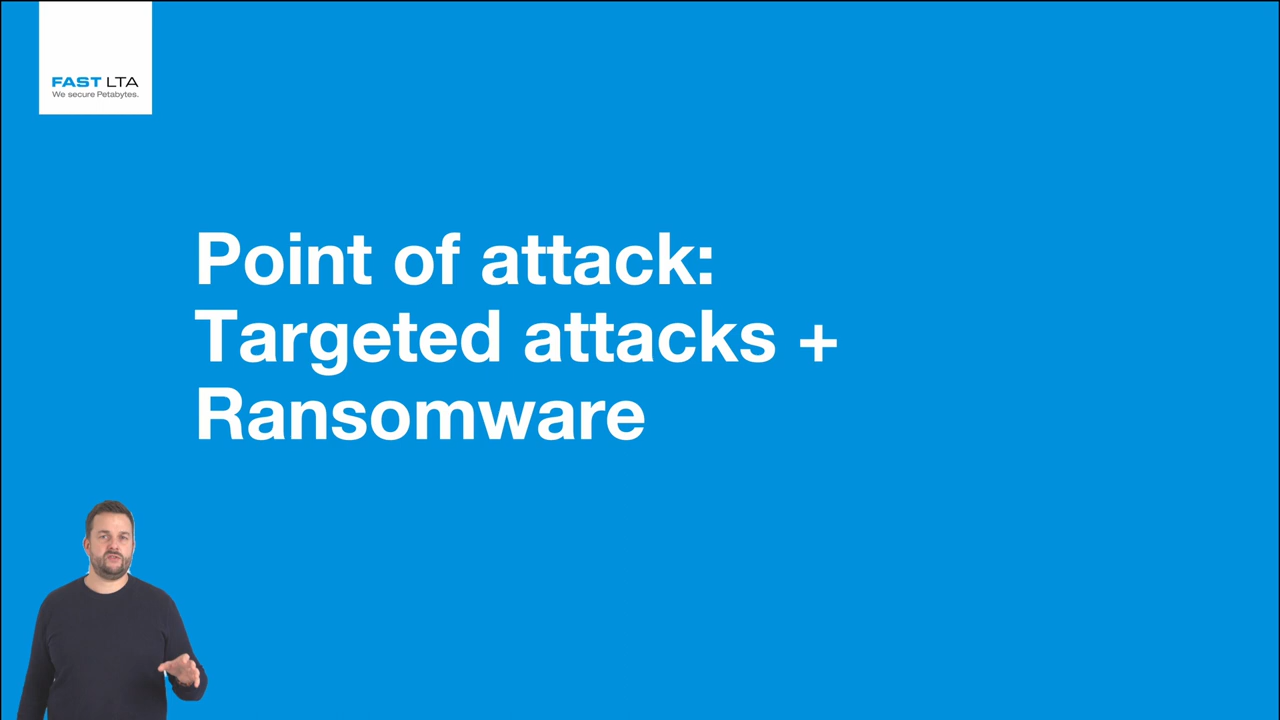 FAST LTA
We secure Petabytes.
Point of attack:
Targeted attacks +
Ransomware